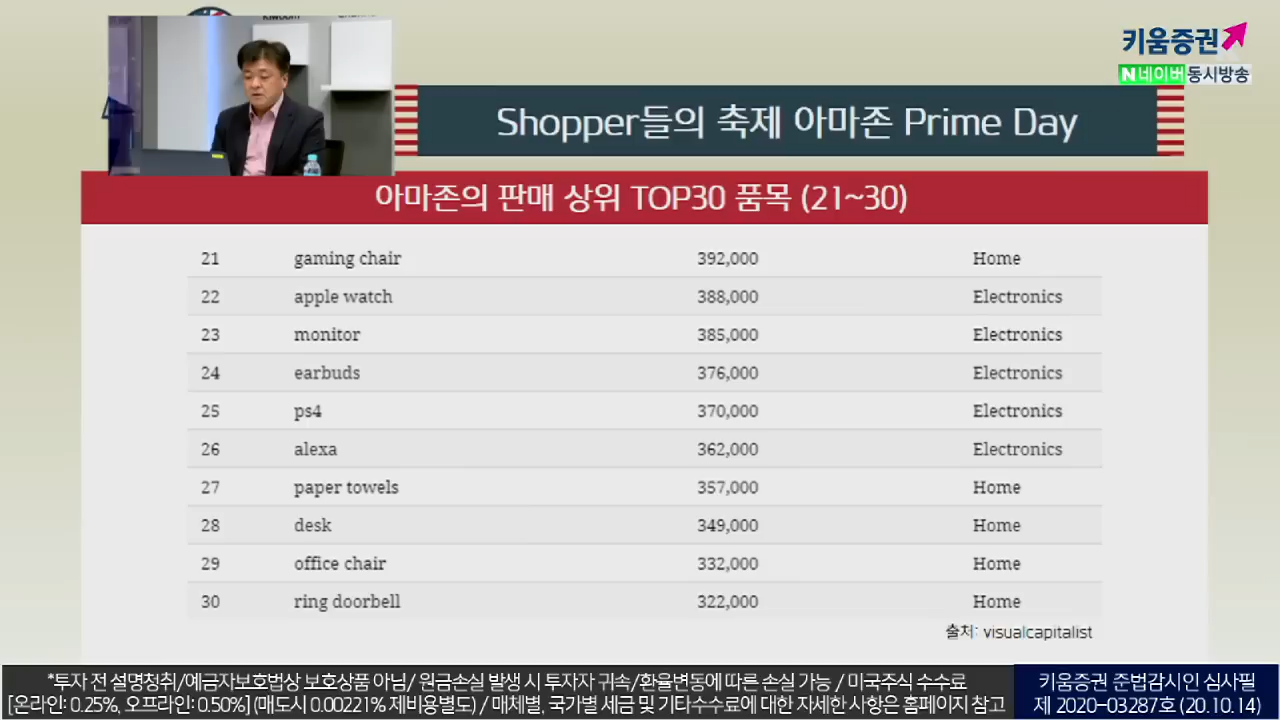 키움증권
N네이버 동시방송
Shopper들의 축제 아마존 Prime Day
아마존의 판매 상위 TOP30 품목 (21~30)
21 gaming chair 392,000 Home
22 apple watch 388,000 Electronics
23 monitor 385,000 Electronics
24 earbuds 376,000 Electronics
25 ps4 370,000 Electronics
26 alexa 362,000 Electronics
27 paper towels 357,000 Home
28 desk 349,000 Home
29 office chair 332,000 Home
30 ring doorbell 322,000 Home
출처: visualcapitalist
*투자 전 설명청취/예금자보호법상 보호상품 아님/ 원금손실 발생 시 투자자 귀속/환율변동에 따른 손실 가능 / 미국주식 수수료
[온라인: 0.25%, 오프라인: 0.50%] (매도시 0.00221% 제비용별도) / 매체별, 국가별 세금 및 기타수수료에 대한 자세한 사항은 홈페이지 참고
키움증권 준법감시인 심사필
제 2020-03287호 (20.10.14)